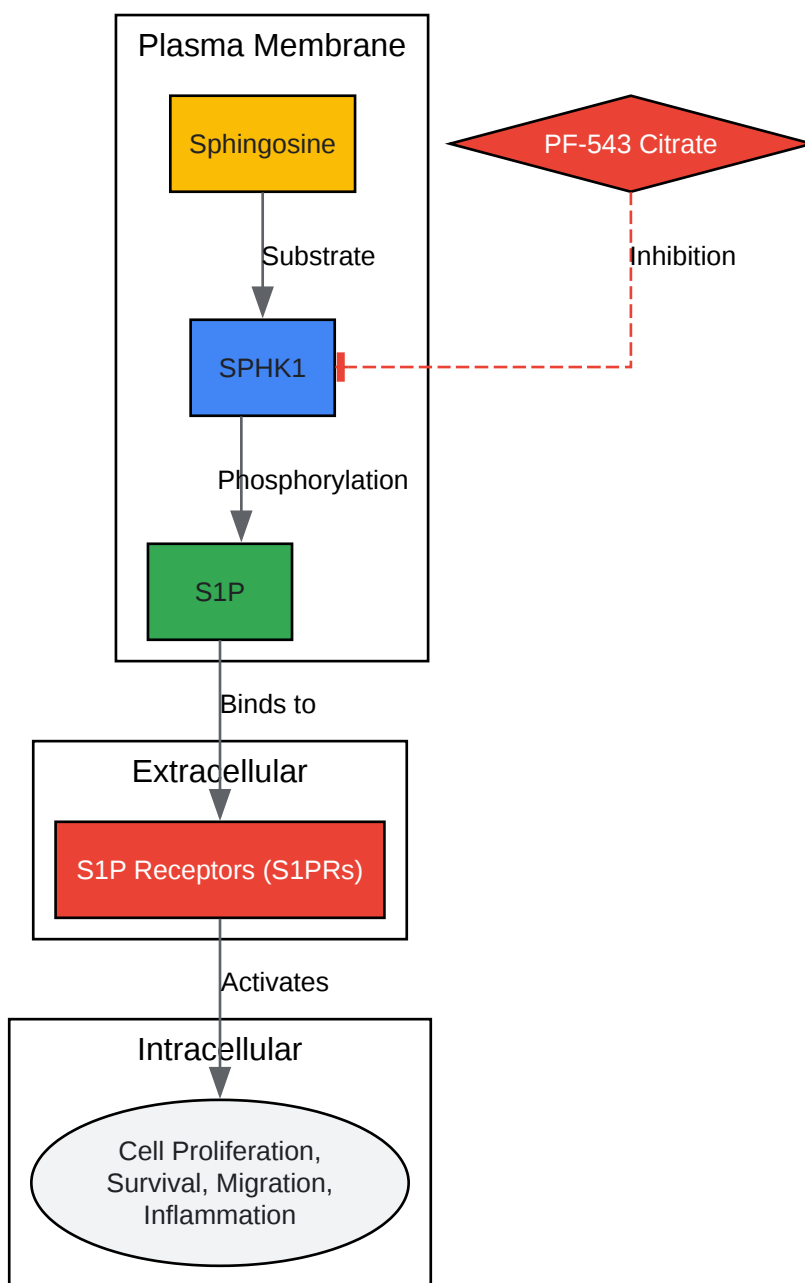 Plasma Membrane
Sphingosine
PF-543 Citrate
Substrate
Inhibition
SPHK1
Phosphorylation
S1P
Binds to
Extracellular
S1P Receptors (S1PRs)
Activates
Intracellular
Cell Proliferation,
Survival, Migration,
Inflammation